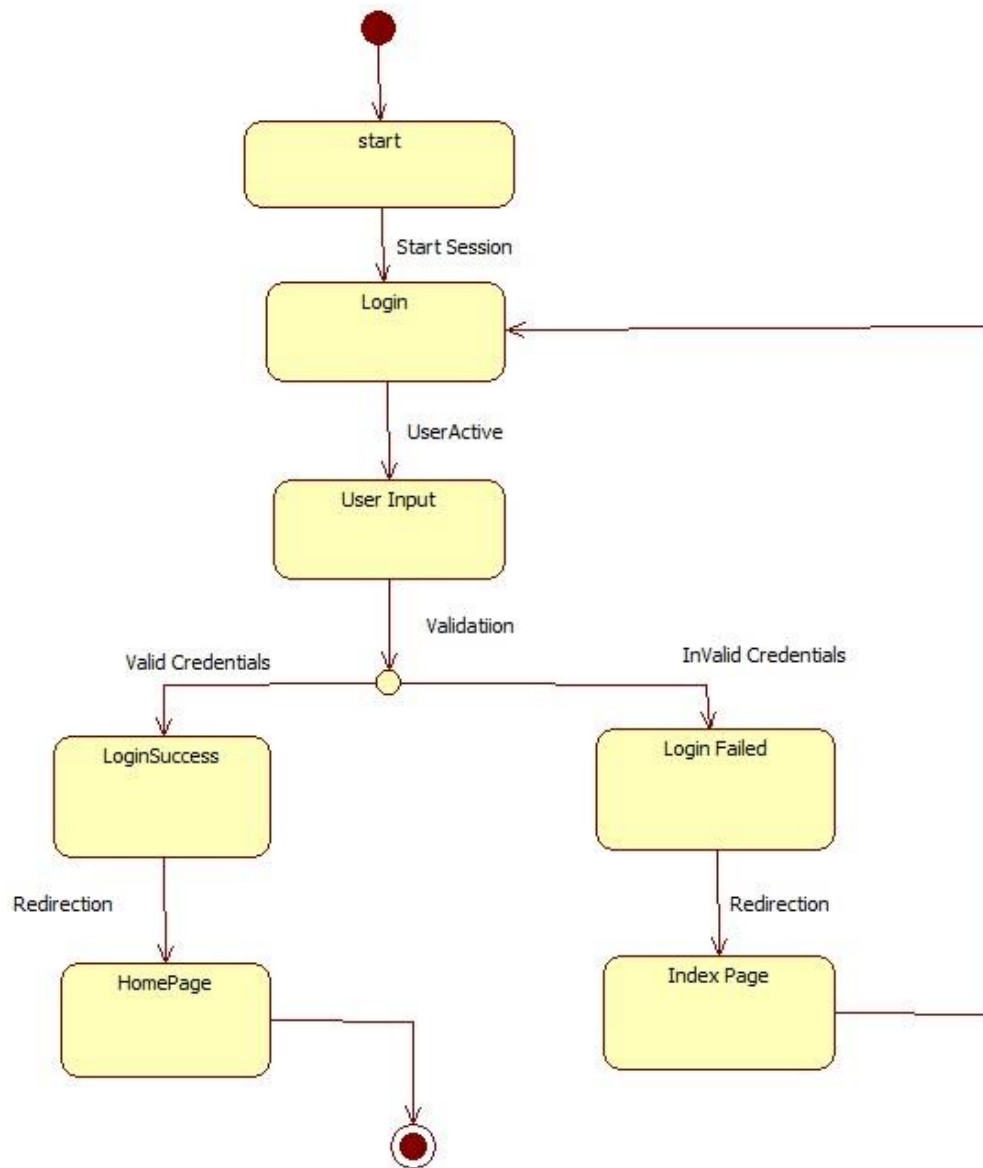 start
Start Session
Login
UserActive
User Input
Validatiion
Valid Credentials
InValid Credentials
LoginSuccess
Login Failed
Redirection
Redirection
HomePage
Index Page